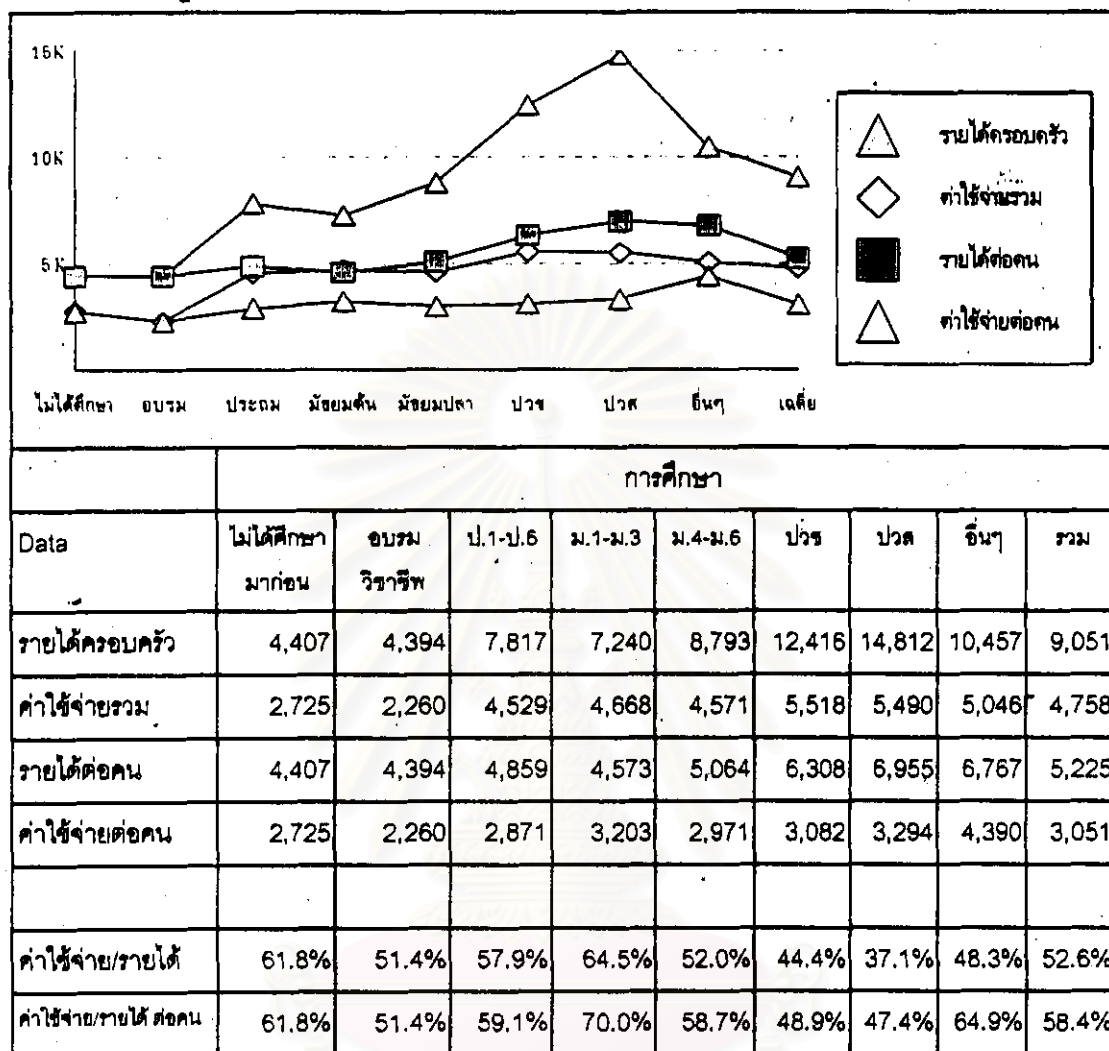 15K
10K
5K
รายได้ครอบครัว
ค่าใช้จ่ายรวม
รายได้ต่อคน
ค่าใช้จ่ายต่อคน
ไม่ได้ศึกษา อบรม ประถม มัธยมต้น มัธยมปลา ปวช ปวส อื่นๆ เฉลี่ย
การศึกษา
Data ไม่ได้ศึกษา อบรม ป.1-ป.6 ม.1-ม.3 ม.4-ม.6 ปวช ปวส อื่นๆ รวม
มาก่อน วิชาชีพ
รายได้ครอบครัว 4,407 4,394 7,817 7,240 8,793 12,416 14,812 10,457 9,051
ค่าใช้จ่ายรวม 2,725 2,260 4,529 4,668 4,571 5,518 5,490 5,046 4,758
รายได้ต่อคน 4,407 4,394 4,859 4,573 5,064 6,308 6,955 6,767 5,225
ค่าใช้จ่ายต่อคน 2,725 2,260 2,871 3,203 2,971 3,082 3,294 4,390 3,051
ค่าใช้จ่าย/รายได้ 61.8% 51.4% 57.9% 64.5% 52.0% 44.4% 37.1% 48.3% 52.6%
ค่าใช้จ่าย/รายได้ ต่อคน 61.8% 51.4% 59.1% 70.0% 58.7% 48.9% 47.4% 64.9% 58.4%